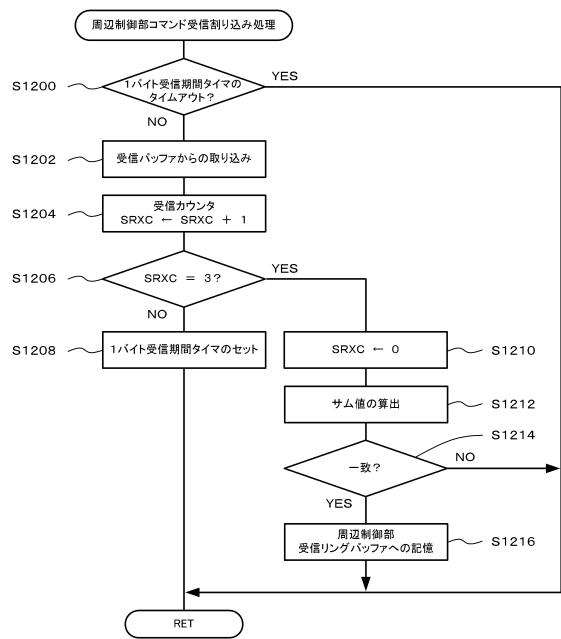 周辺制御部コマンド受信割り込み処理
S1200
1バイト受信期間タイマの
タイムアウト?
YES
NO
S1202
受信バッファからの取り込み
S1204
受信カウンタ
SRXC ← SRXC + 1
S1206
SRXC = 3?
YES
NO
S1208
1バイト受信期間タイマのセット
SRXC ← 0
S1210
サム値の算出
S1212
S1214
一致?
NO
YES
周辺制御部
受信リングバッファへの記憶
S1216
RET